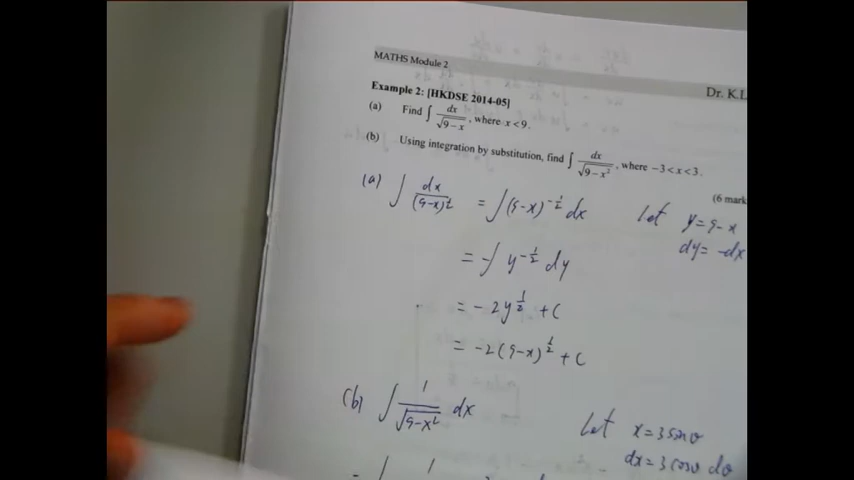 MATHS Module 2
Dr. K.L
Example 2: [HKDSE 2014-05]
(a) Find ∫ dx/√(9-x), where x < 9.
(b) Using integration by substitution, find ∫ dx/√(9-x²), where -3 < x < 3.
(6 mark
(a) ∫ dx/(9-x)^½ = ∫(9-x)^-½ dx Let y=9-x
dy= -dx
= -∫ y^-½ dy
= -2y^½ + C
= -2(9-x)^½ + C
(b) ∫ 1/√(9-x²) dx Let x=3sinθ
dx=3cosθ dθ